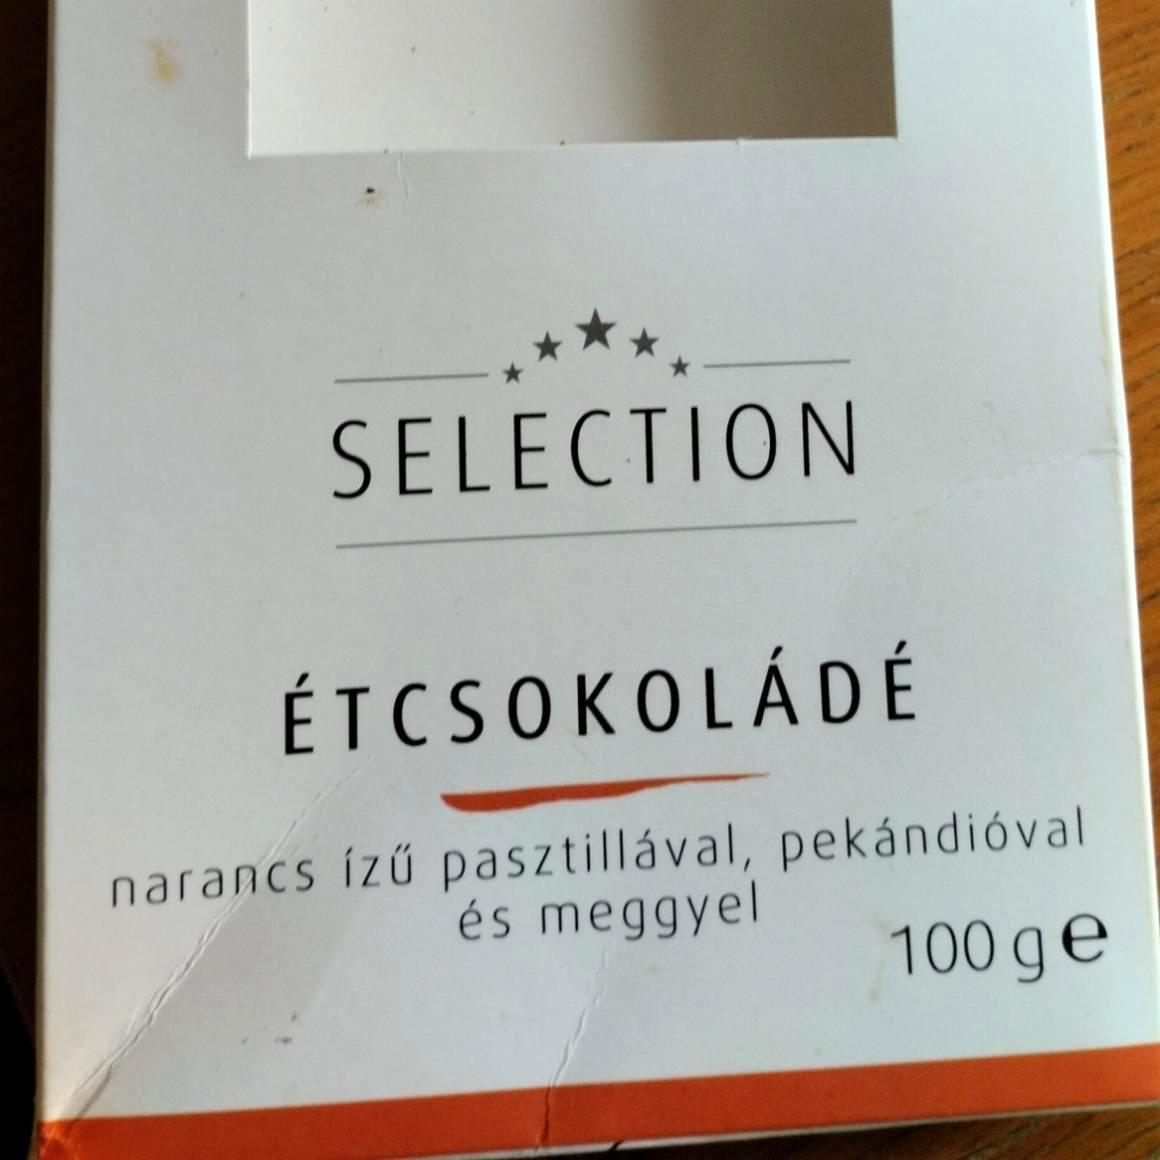 SELECTION
ÉTCSOKOLÁDÉ
narancs ízű pasztillával, pekándióval
és meggyel
100 g ℮